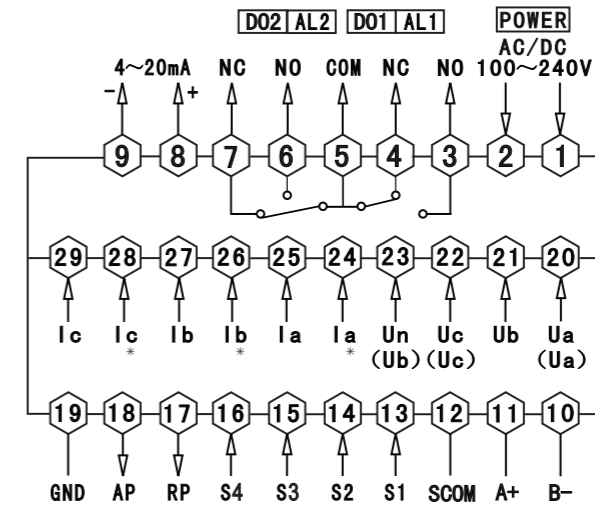 DO2 AL2 DO1 AL1 POWER
AC/DC
4~20mA NC NO COM NC NO 100~240V
- +
9 8 7 6 5 4 3 2 1
29 28 27 26 25 24 23 22 21 20
Ic Ic Ib Ib Ia Ia Un Uc Ub Ua
* * * (Ub) (Uc) (Ua)
19 18 17 16 15 14 13 12 11 10
GND AP RP S4 S3 S2 S1 SCOM A+ B-